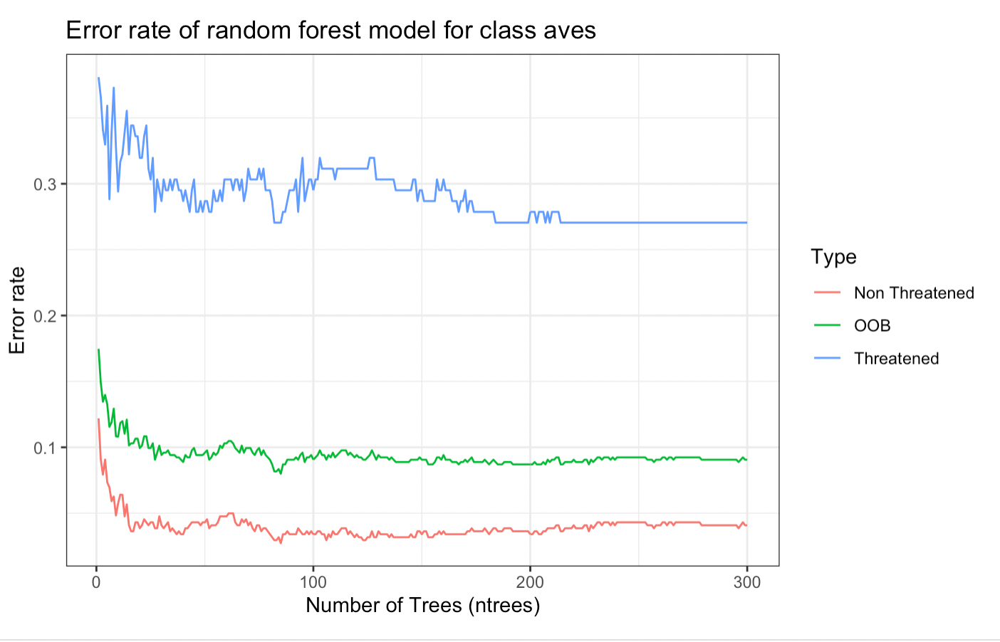 Error rate of random forest model for class aves
Error rate
0.3
0.2
0.1
0
100
200
300
Number of Trees (ntrees)
Type
Non Threatened
OOB
Threatened